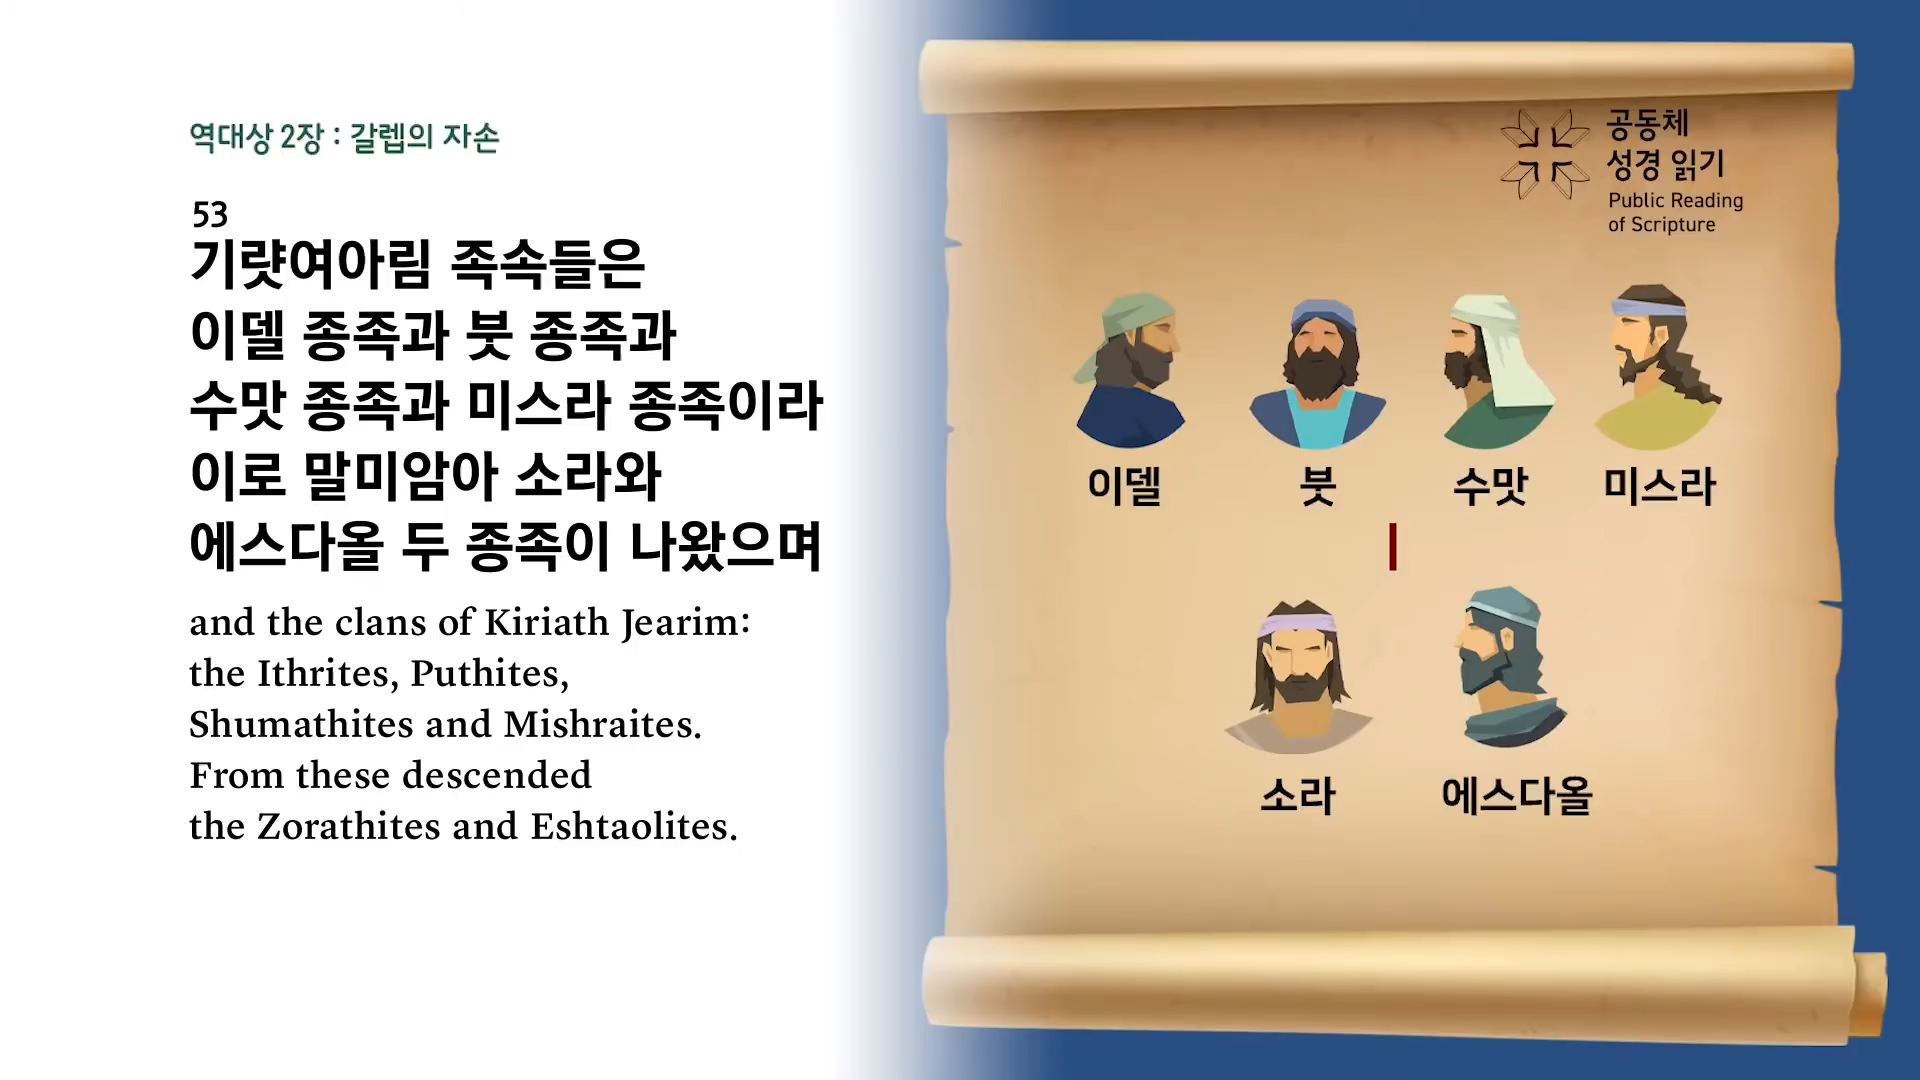 역대상 2장 : 갈렙의 자손
53
기럇여아림 족속들은
이델 종족과 붓 종족과
수맛 종족과 미스라 종족이라
이로 말미암아 소라와
에스다올 두 종족이 나왔으며
and the clans of Kiriath Jearim:
the Ithrites, Puthites,
Shumathites and Mishraites.
From these descended
the Zorathites and Eshtaolites.
공동체
성경 읽기
Public Reading
of Scripture
이델 붓 수맛 미스라
소라 에스다올